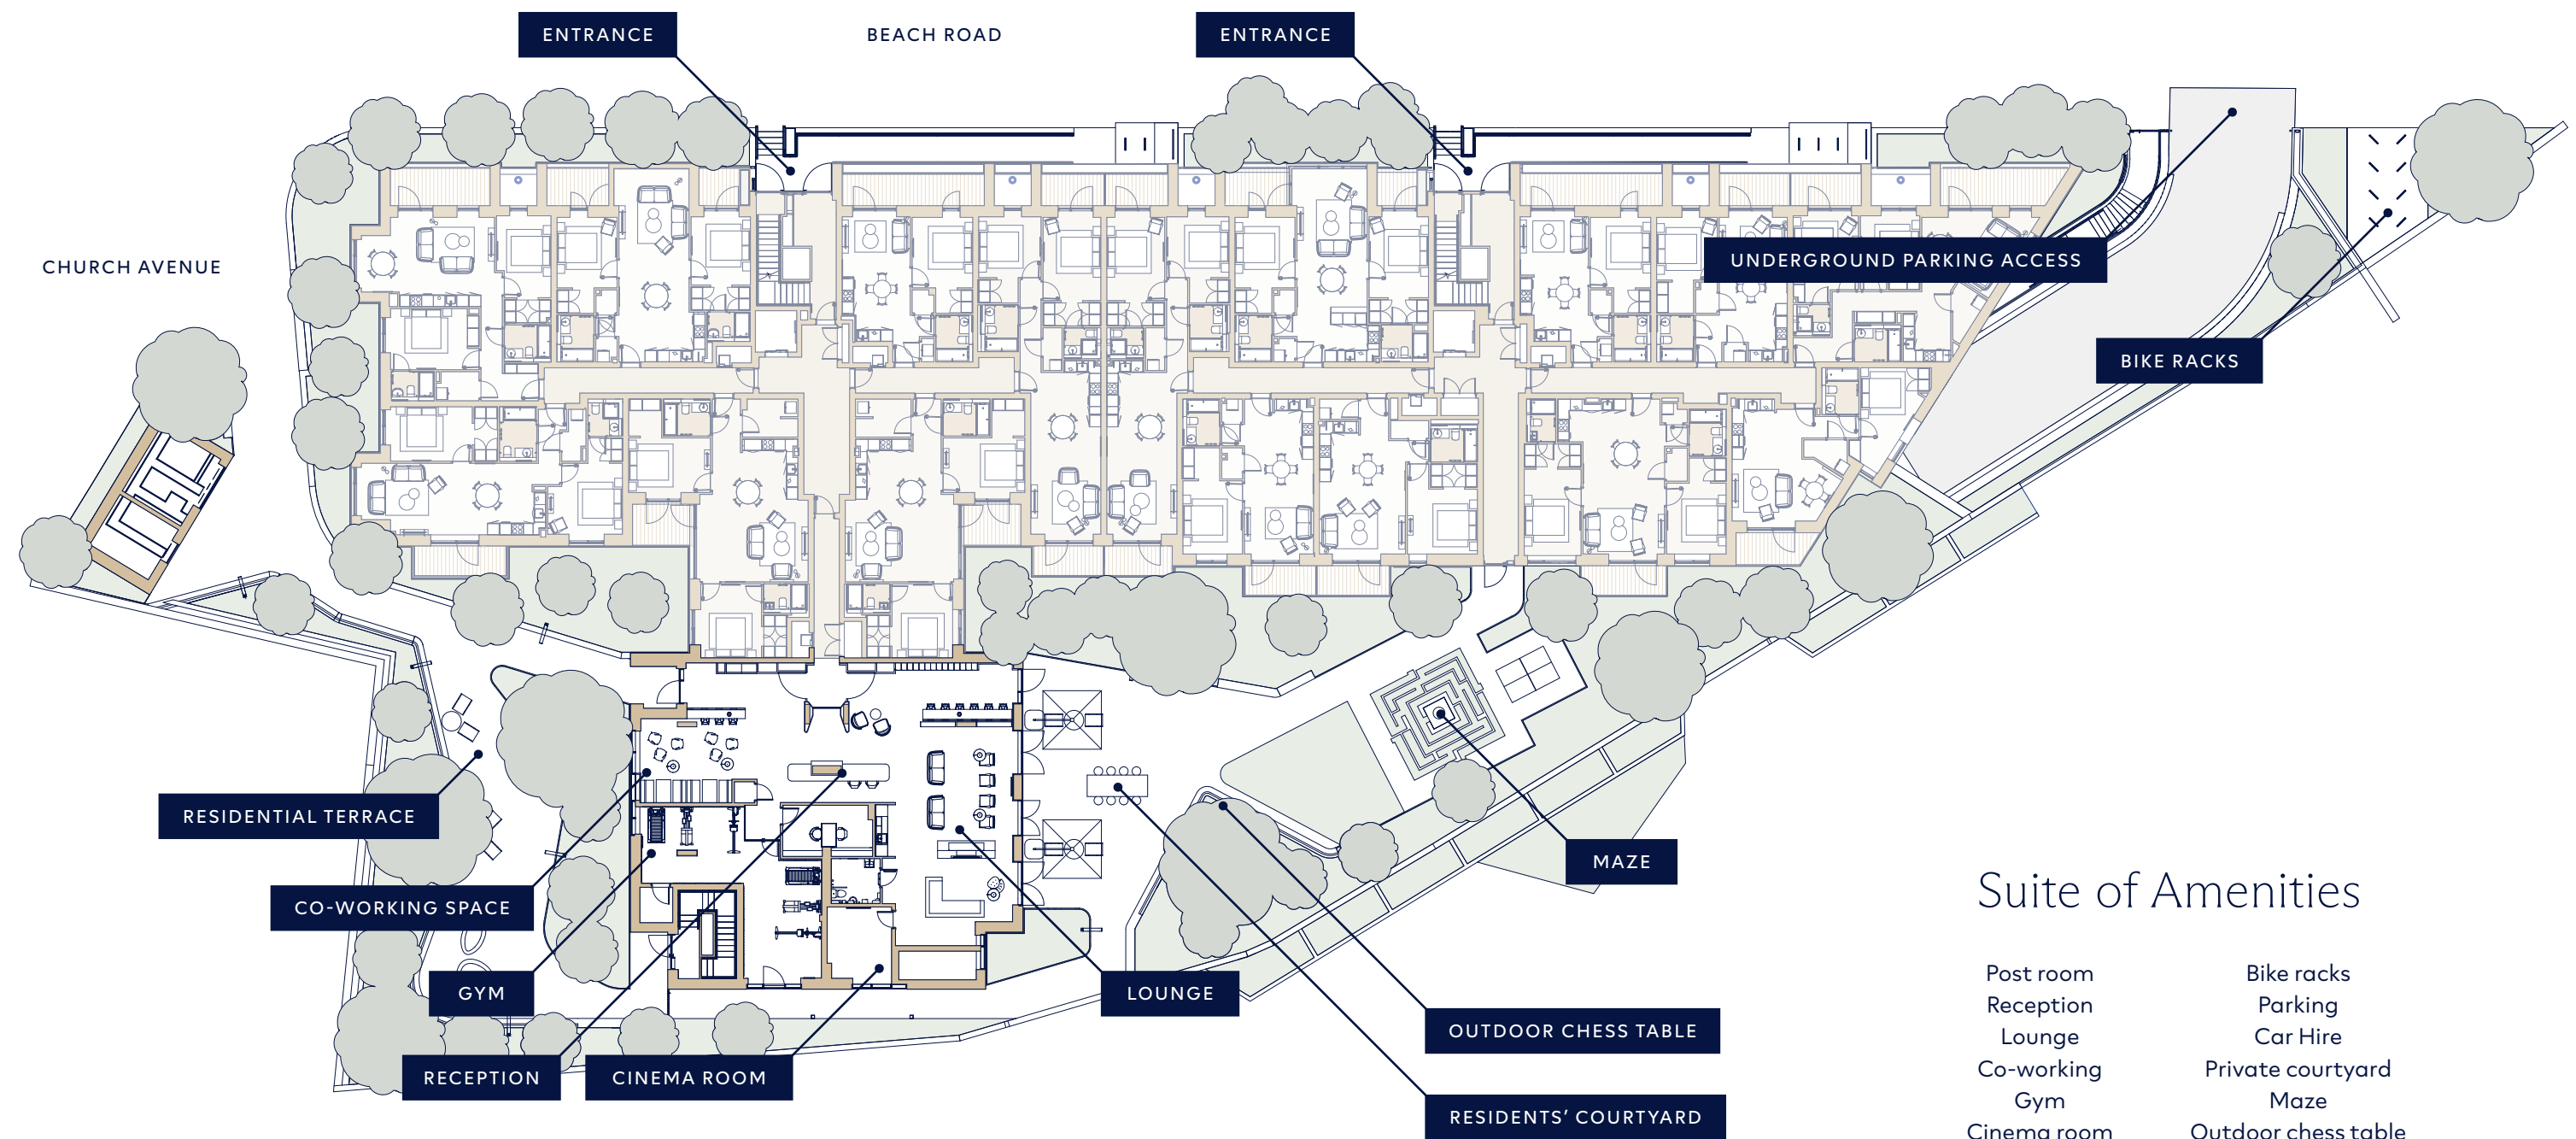 ENTRANCE
BEACH ROAD
ENTRANCE
CHURCH AVENUE
UNDERGROUND PARKING ACCESS
BIKE RACKS
RESIDENTIAL TERRACE
MAZE
CO-WORKING SPACE
GYM
LOUNGE
OUTDOOR CHESS TABLE
RECEPTION
CINEMA ROOM
RESIDENTS’ COURTYARD
Suite of Amenities
Post room
Reception
Lounge
Co-working
Gym
Cinema room
Bike racks
Parking
Car Hire
Private courtyard
Maze
Outdoor chess table